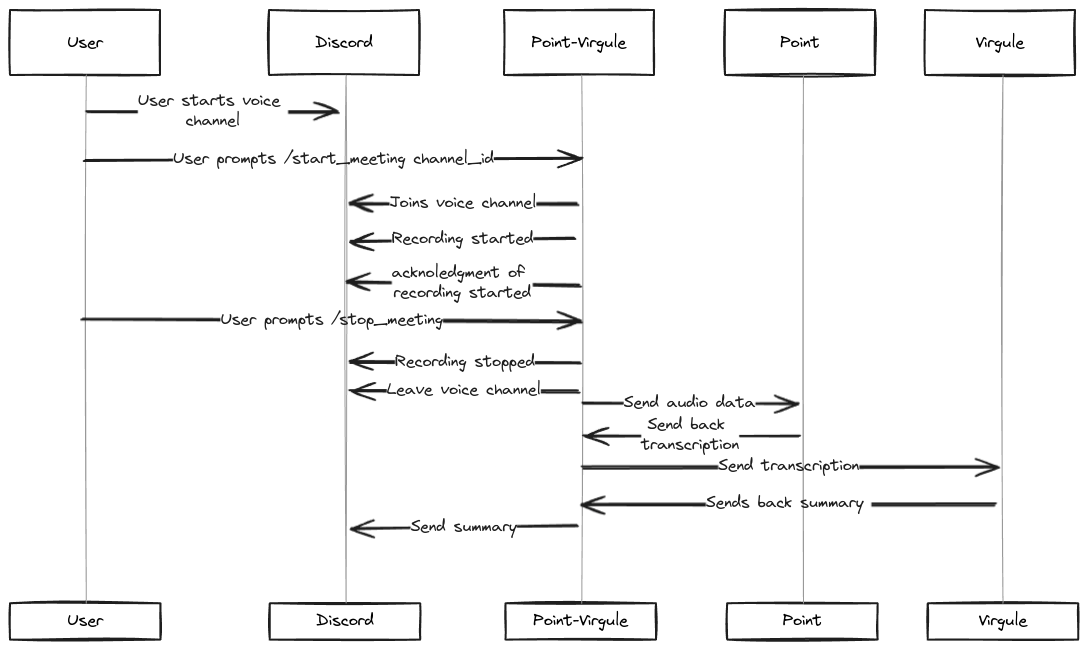 User
Discord
Point-Virgule
Point
Virgule
User starts voice
channel
User prompts /start_meeting channel_id
Joins voice channel
Recording started
acknoledgment of
recording started
User prompts /stop_meeting
Recording stopped
Leave voice channel
Send audio data
Send back
transcription
Send transcription
Sends back summary
Send summary
User
Discord
Point-Virgule
Point
Virgule